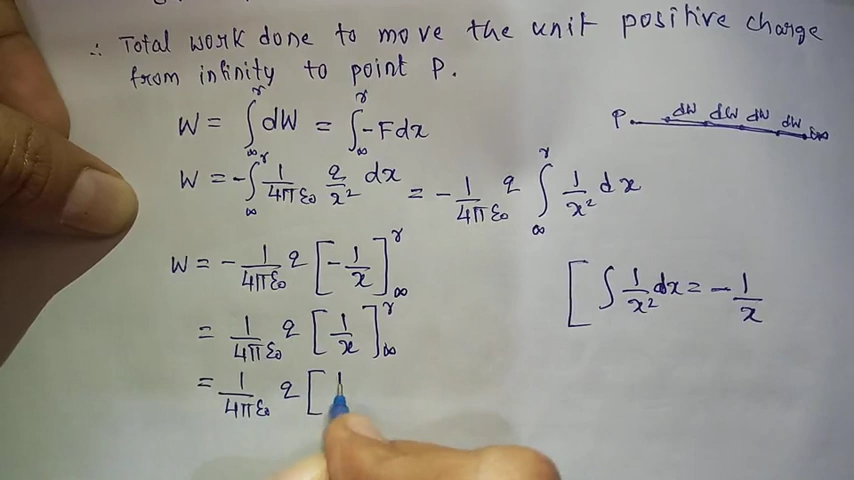 ∴ Total work done to move the unit positive charge
from infinity to point P.
W = ∫_∞^r dW = ∫_∞^r -Fdx
P dW dW dW dW
W = -∫_∞^r 1/4πε₀ q/x² dx = - 1/4πε₀ q ∫_∞^r 1/x² dx
W = - 1/4πε₀ q [-1/x]_∞^r
[ ∫ 1/x² dx = - 1/x
= 1/4πε₀ q [1/x]_∞^r
= 1/4πε₀ q [ 1